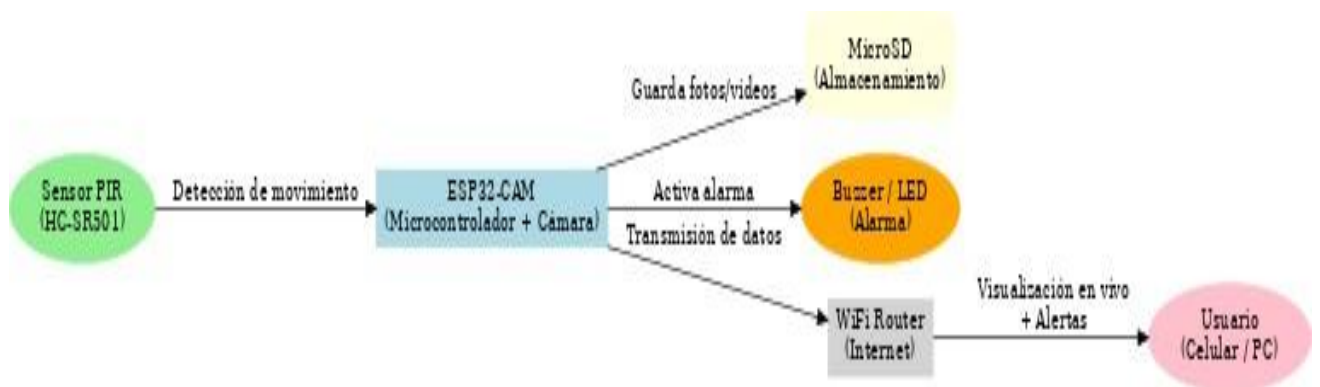 MicroSD
(Almacenamiento)
Guarda fotos/videos
Sensor PIR
(HC-SR501)
Detección de movimiento
ESP32-CAM
(Microcontrolador + Cámara)
Activa alarma
Buzzer / LED
(Alarma)
Transmisión de datos
WiFi Router
(Internet)
Visualización en vivo
+ Alertas
Usuario
(Celular / PC)